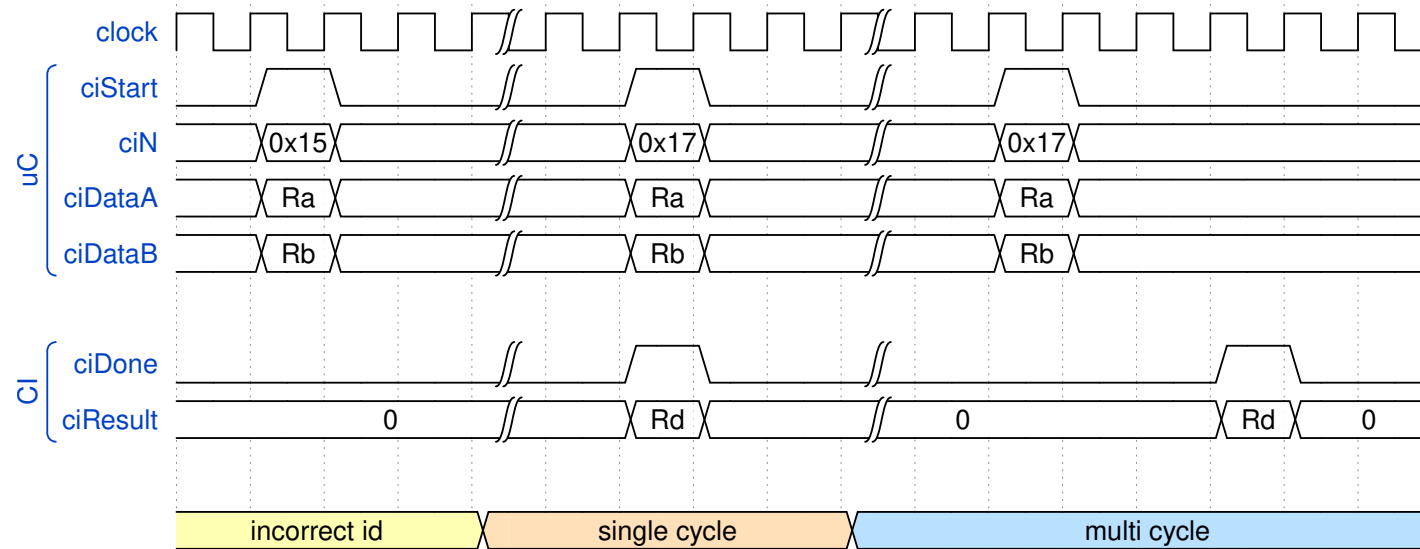 clock
ciStart
uC
ciN 0x15 0x17 0x17
ciDataA Ra Ra Ra
ciDataB Rb Rb Rb
CI
ciDone
ciResult 0 Rd 0 Rd 0
incorrect id single cycle multi cycle